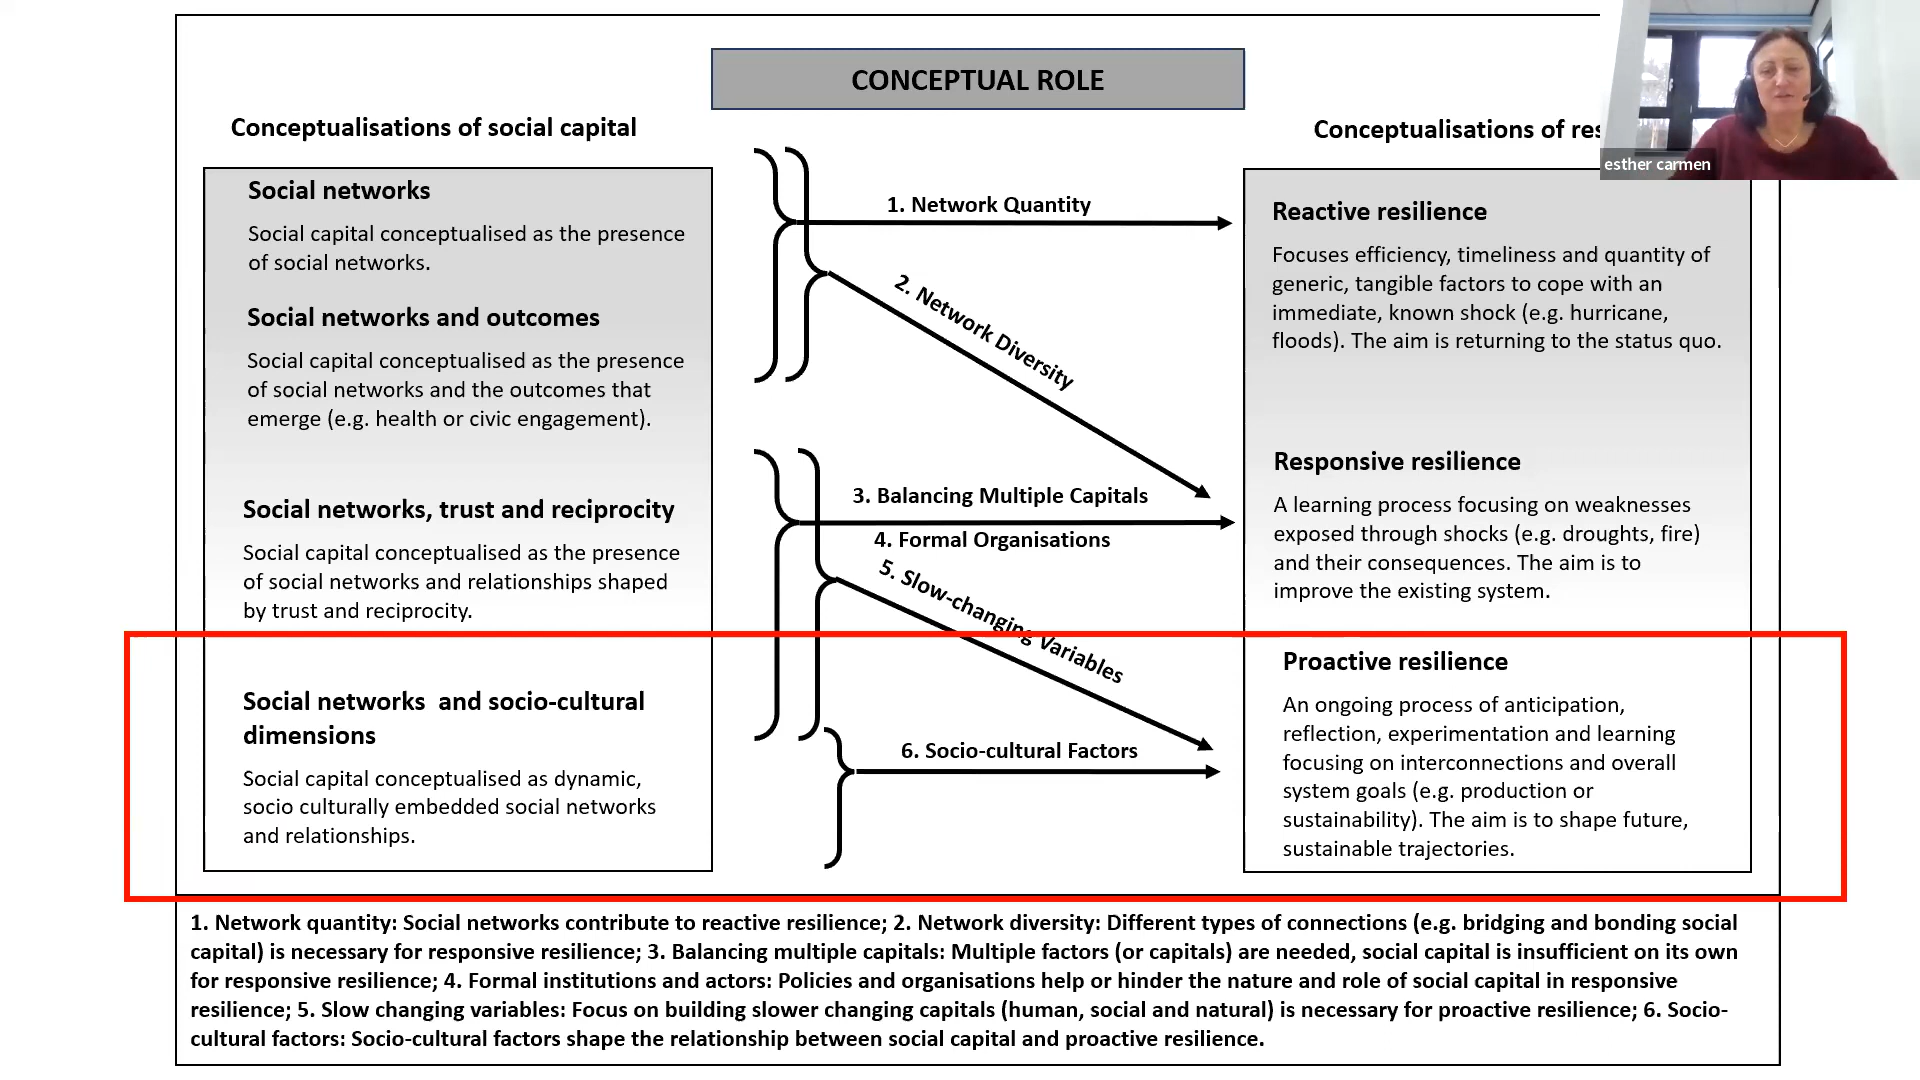 CONCEPTUAL ROLE
Conceptualisations of social capital
Conceptualisations of
esther carmen
Social networks
Social capital conceptualised as the presence
of social networks.
Social networks and outcomes
Social capital conceptualised as the presence
of social networks and the outcomes that
emerge (e.g. health or civic engagement).
Social networks, trust and reciprocity
Social capital conceptualised as the presence
of social networks and relationships shaped
by trust and reciprocity.
Social networks and socio-cultural
dimensions
Social capital conceptualised as dynamic,
socio culturally embedded social networks
and relationships.
1. Network Quantity
2. Network Diversity
3. Balancing Multiple Capitals
4. Formal Organisations
5. Slow-changing Variables
6. Socio-cultural Factors
Reactive resilience
Focuses efficiency, timeliness and quantity of
generic, tangible factors to cope with an
immediate, known shock (e.g. hurricane,
floods). The aim is returning to the status quo.
Responsive resilience
A learning process focusing on weaknesses
exposed through shocks (e.g. droughts, fire)
and their consequences. The aim is to
improve the existing system.
Proactive resilience
An ongoing process of anticipation,
reflection, experimentation and learning
focusing on interconnections and overall
system goals (e.g. production or
sustainability). The aim is to shape future,
sustainable trajectories.
1. Network quantity: Social networks contribute to reactive resilience; 2. Network diversity: Different types of connections (e.g. bridging and bonding social
capital) is necessary for responsive resilience; 3. Balancing multiple capitals: Multiple factors (or capitals) are needed, social capital is insufficient on its own
for responsive resilience; 4. Formal institutions and actors: Policies and organisations help or hinder the nature and role of social capital in responsive
resilience; 5. Slow changing variables: Focus on building slower changing capitals (human, social and natural) is necessary for proactive resilience; 6. Socio-
cultural factors: Socio-cultural factors shape the relationship between social capital and proactive resilience.